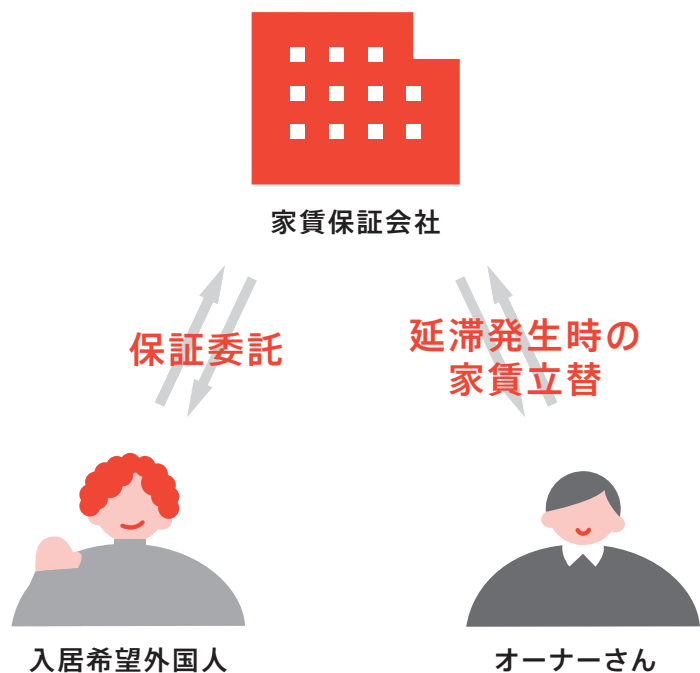 家賃保証会社
保証委託
延滞発生時の
家賃立替
入居希望外国人
オーナーさん